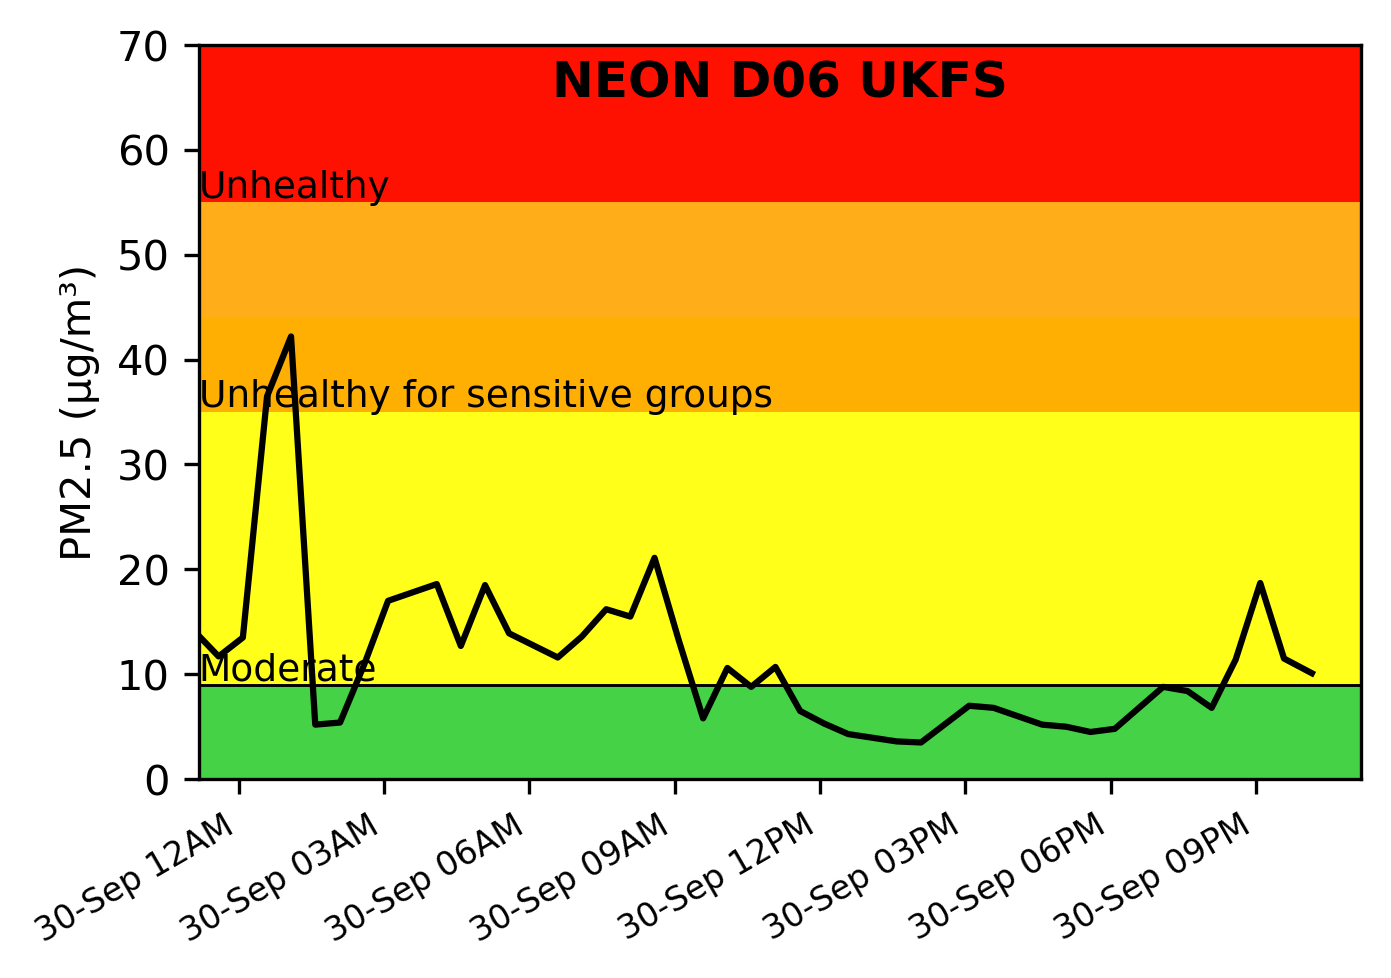 NEON D06 UKFS
70
60
Unhealthy
50
40
Unhealthy for sensitive groups
30
20
Moderate
10
0
PM2.5 (µg/m³)
30-Sep 12AM
30-Sep 03AM
30-Sep 06AM
30-Sep 09AM
30-Sep 12PM
30-Sep 03PM
30-Sep 06PM
30-Sep 09PM